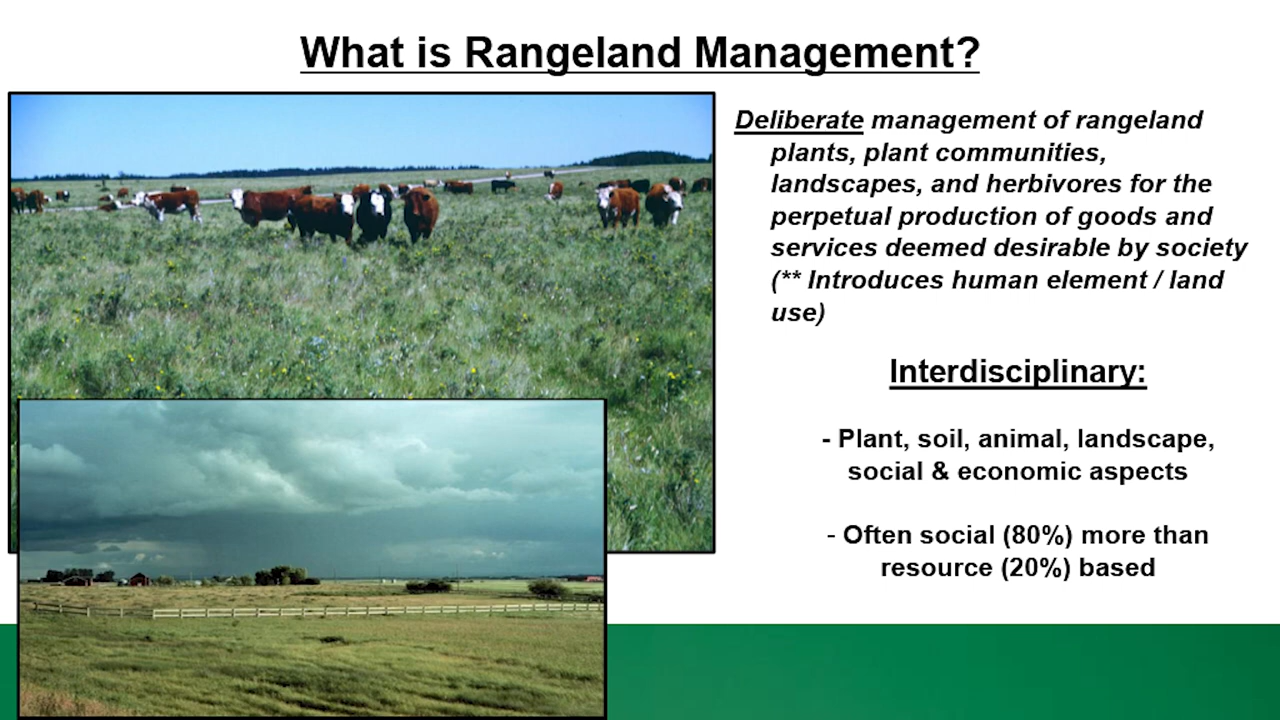 What is Rangeland Management?
Deliberate management of rangeland
plants, plant communities,
landscapes, and herbivores for the
perpetual production of goods and
services deemed desirable by society
(** Introduces human element / land
use)
Interdisciplinary:
- Plant, soil, animal, landscape,
social & economic aspects
- Often social (80%) more than
resource (20%) based